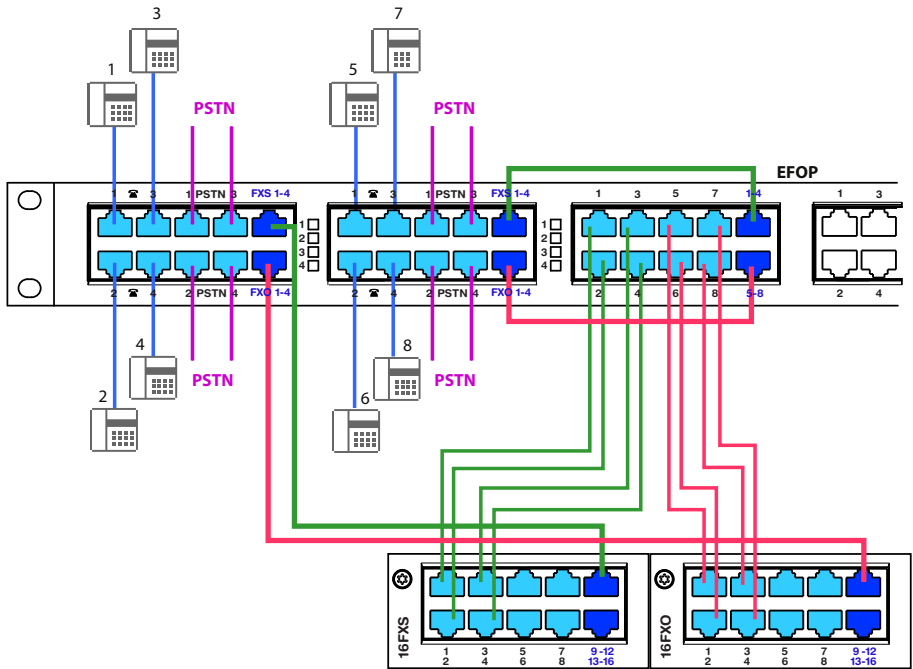 3
7
1
5
PSTN
PSTN
EFOP
1 ☎ 3 1 PSTN 3 FXS 1-4
1 ☎ 3 1 PSTN 3 FXS 1-4
1 3 5 7 1-4
1 3
1
2
3
4
1
2
3
4
2 ☎ 4 2 PSTN 4 FXO 1-4
2 ☎ 4 2 PSTN 4 FXO 1-4
2 4 6 8 5-8
2 4
4
8
PSTN
PSTN
2
6
16FXS
1 3 5 7 9 -12
2 4 6 8 13-16
16FXO
1 3 5 7 9 -12
2 4 6 8 13-16